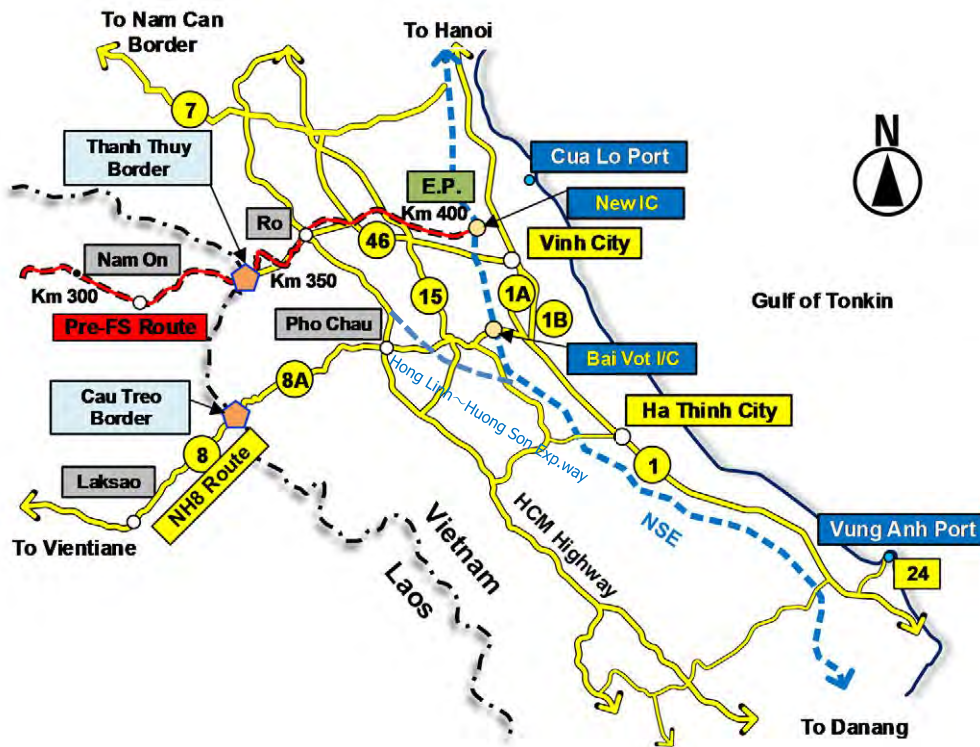 To Nam Can
Border
To Hanoi
7
N
Thanh Thuy
Border
Cua Lo Port
E.P.
Km 400
New IC
Ro
46
Vinh City
Nam On
Km 300
Km 350
15
1A
1B
Gulf of Tonkin
Pre-FS Route
Pho Chau
Bai Vot I/C
8A
Hong Linh～Huong Son Exp.way
Cau Treo
Border
Ha Thinh City
8
1
NH8 Route
Laksao
HCM Highway
NSE
Vietnam
Laos
Vung Anh Port
24
To Vientiane
To Danang